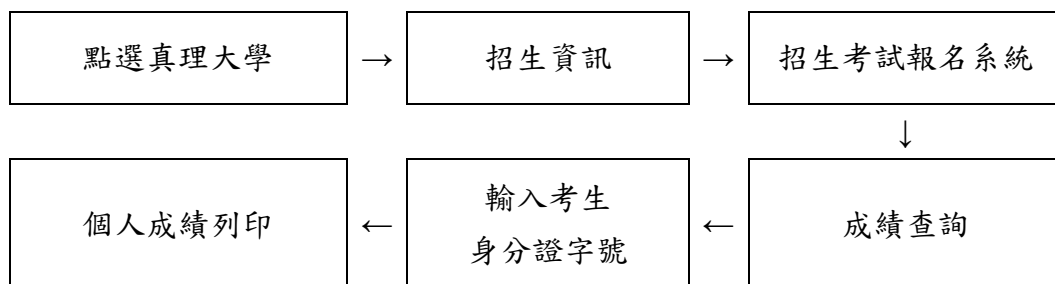 點選真理大學 → 招生資訊 → 招生考試報名系統
↓
個人成績列印 ← 輸入考生
身分證字號 ← 成績查詢